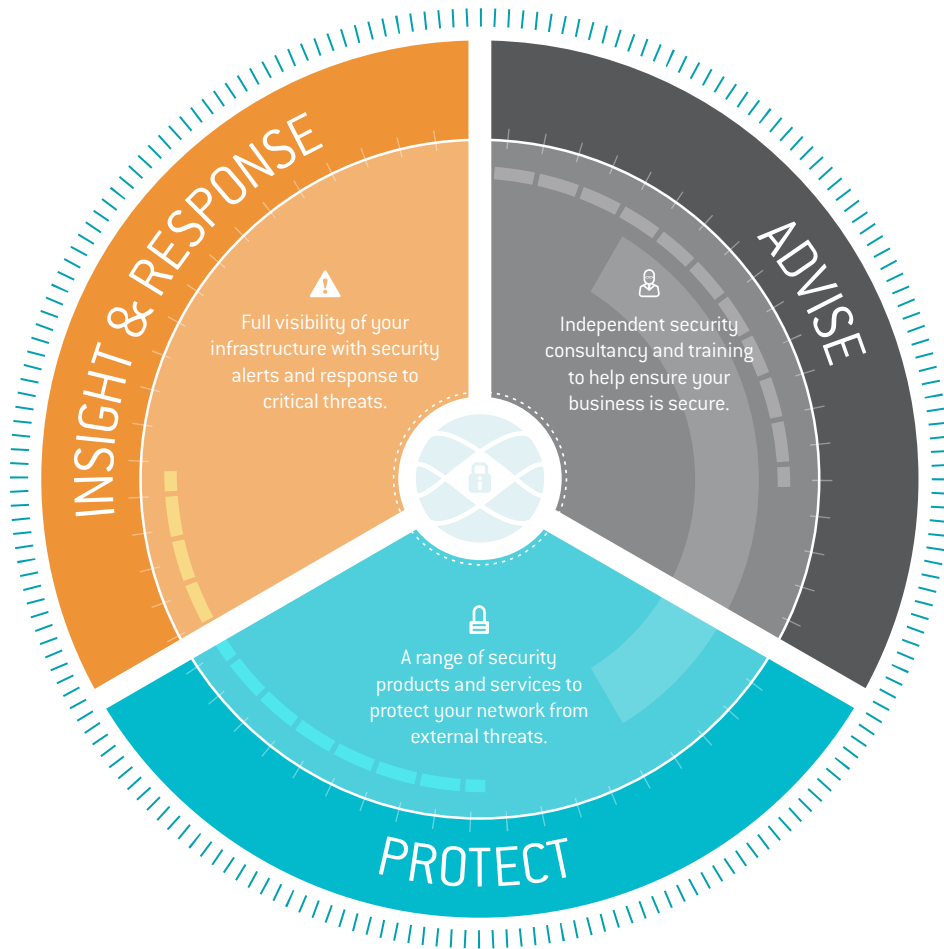 INSIGHT & RESPONSE
Full visibility of your
infrastructure with security
alerts and response to
critical threats.
ADVISE
Independent security
consultancy and training
to help ensure your
business is secure.
A range of security
products and services to
protect your network from
external threats.
PROTECT